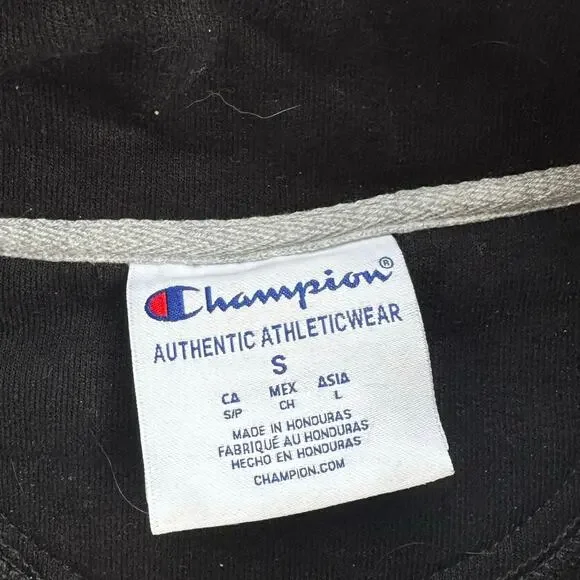 Champion®
AUTHENTIC ATHLETICWEAR
S
CA MEX ASIA
S/P CH L
MADE IN HONDURAS
FABRIQUÉ AU HONDURAS
HECHO EN HONDURAS
CHAMPION.COM